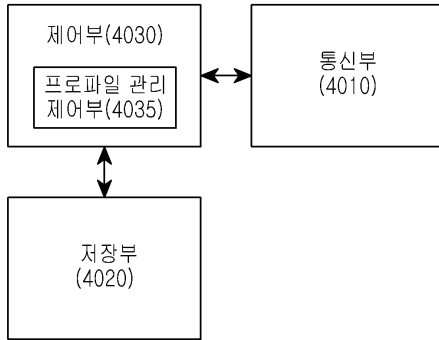 제어부(4030)
프로파일 관리
제어부(4035)
통신부
(4010)
저장부
(4020)